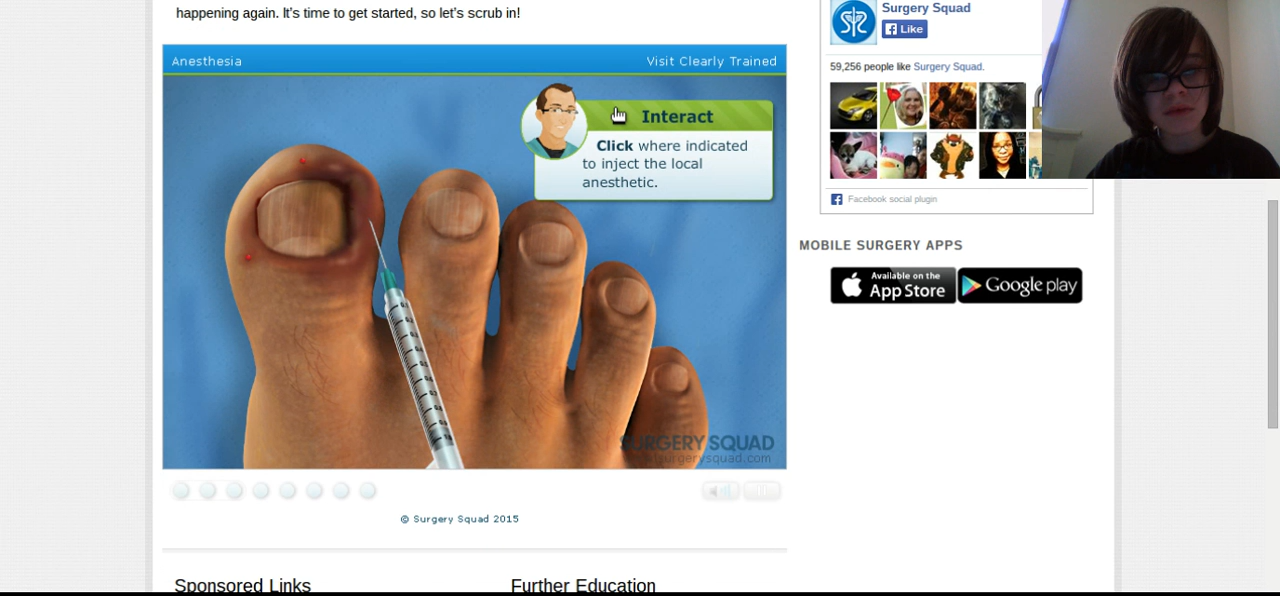 happening again. It's time to get started, so let's scrub in!
Anesthesia
Visit Clearly Trained
Interact
Click where indicated
to inject the local
anesthetic.
SURGERY SQUAD
surgerysquad.com
© Surgery Squad 2015
Sponsored Links
Further Education
Surgery Squad
Like
59,256 people like Surgery Squad.
Facebook social plugin
MOBILE SURGERY APPS
Available on the
App Store
Google play